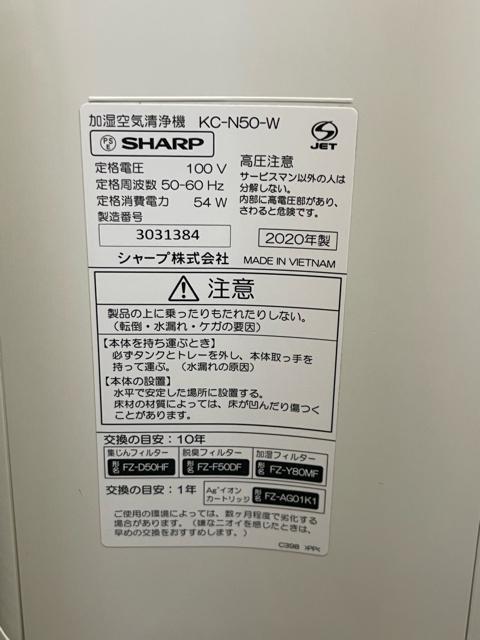 加湿空気清浄機 KC-N50-W
PS E SHARP
JET
定格電圧 100 V
定格周波数 50-60 Hz
定格消費電力 54 W
製造番号
3031384
シャープ株式会社
高圧注意
サービスマン以外の人は
分解しない。
内部に高電圧部があり、
さわると危険です。
2020年製
MADE IN VIETNAM
注意
製品の上に乗ったりもたれたりしない。
(転倒・水漏れ・ケガの要因)
【本体を持ち運ぶとき】
必ずタンクとトレーを外し、本体取っ手を
持って運ぶ。(水漏れの原因)
【本体の設置】
水平で安定した場所に設置する。
床材の材質によっては、床が凹んだり傷つく
ことがあります。
交換の目安：10年
集じんフィルター 脱臭フィルター 加湿フィルター
形名 FZ-D50HF 形名 FZ-F50DF 形名 FZ-Y80MF
交換の目安：1年 Ag⁺イオン
カートリッジ 形名 FZ-AG01K1
ご使用の環境によっては、数ヶ月程度で劣化する
場合があります。(嫌なニオイを感じたときは、
早めの交換をおすすめします。)
C398 >PP<